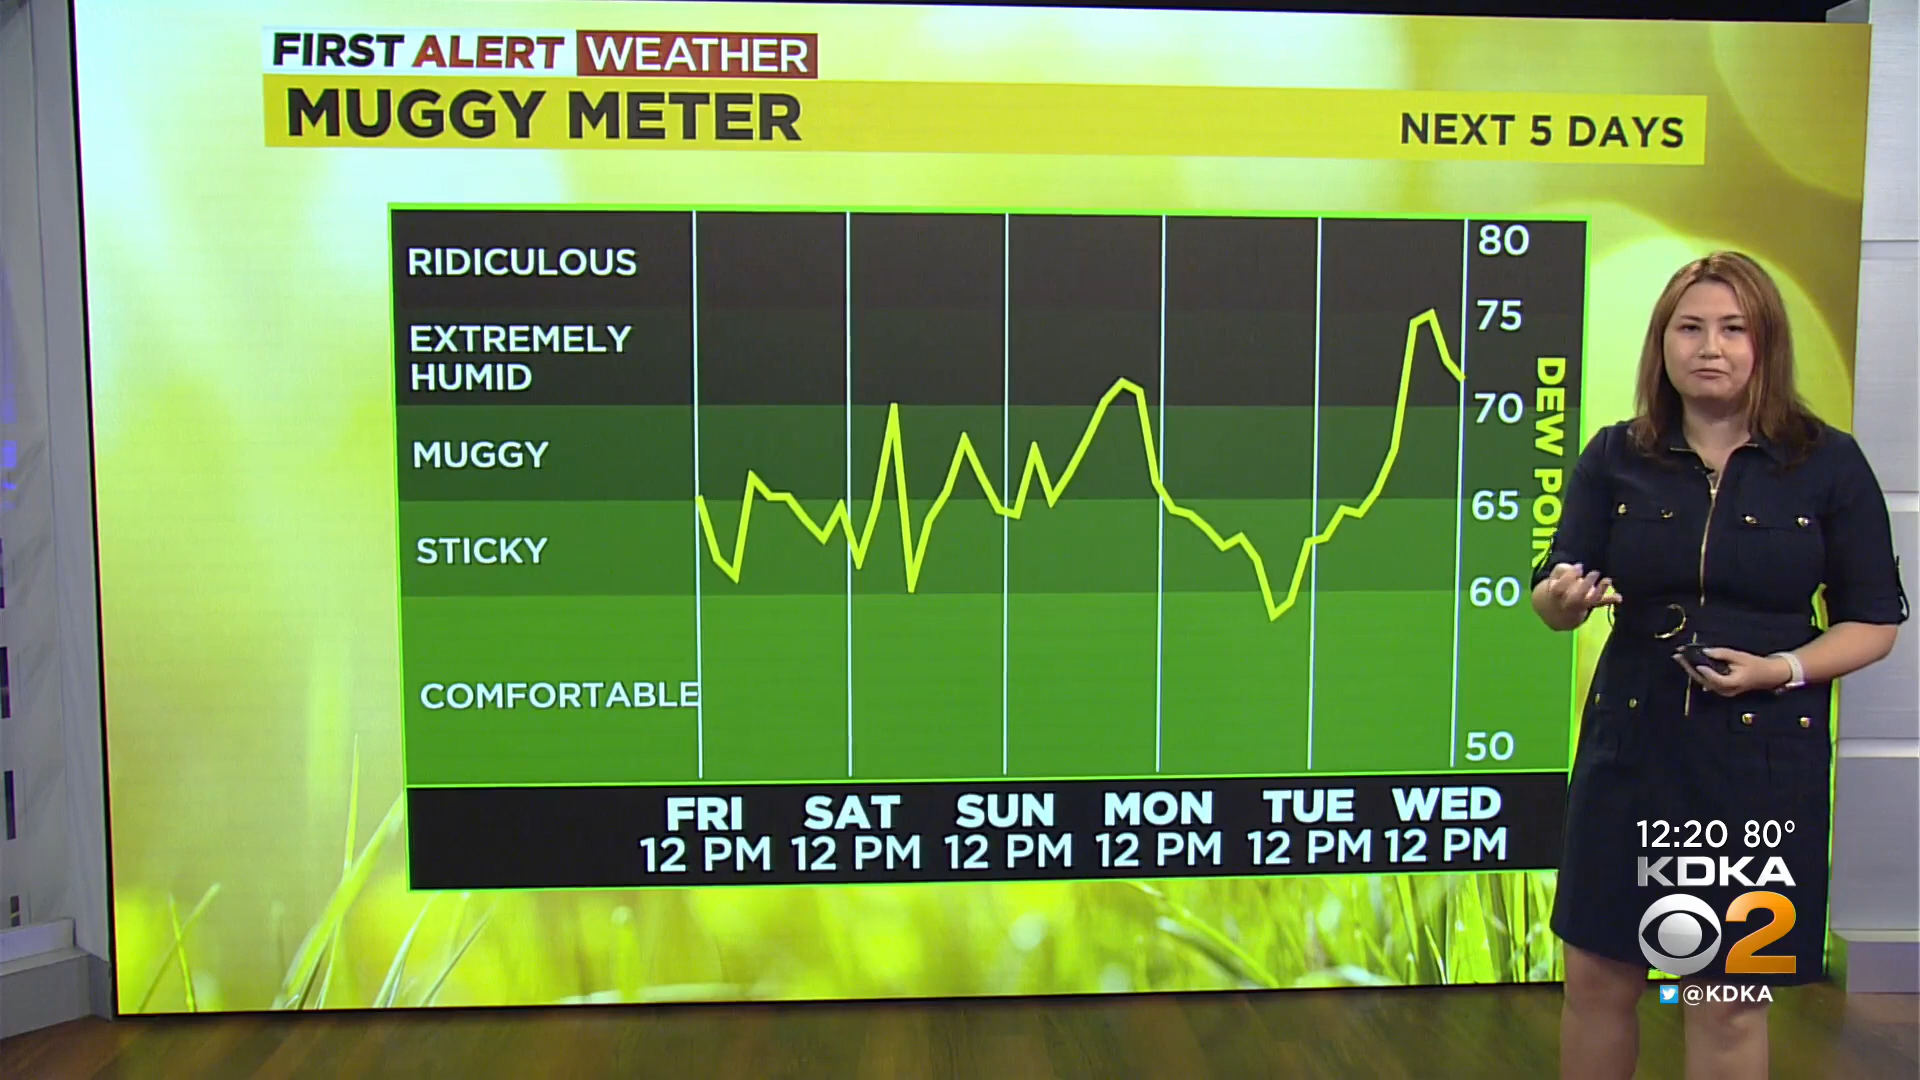 FIRST ALERT WEATHER
MUGGY METER
NEXT 5 DAYS
RIDICULOUS
EXTREMELY
HUMID
MUGGY
STICKY
COMFORTABLE
80
75
70
65
60
50
DEW POIN
FRI SAT SUN MON TUE WED
12 PM 12 PM 12 PM 12 PM 12 PM 12 PM
12:20 80°
KDKA
2
@KDKA